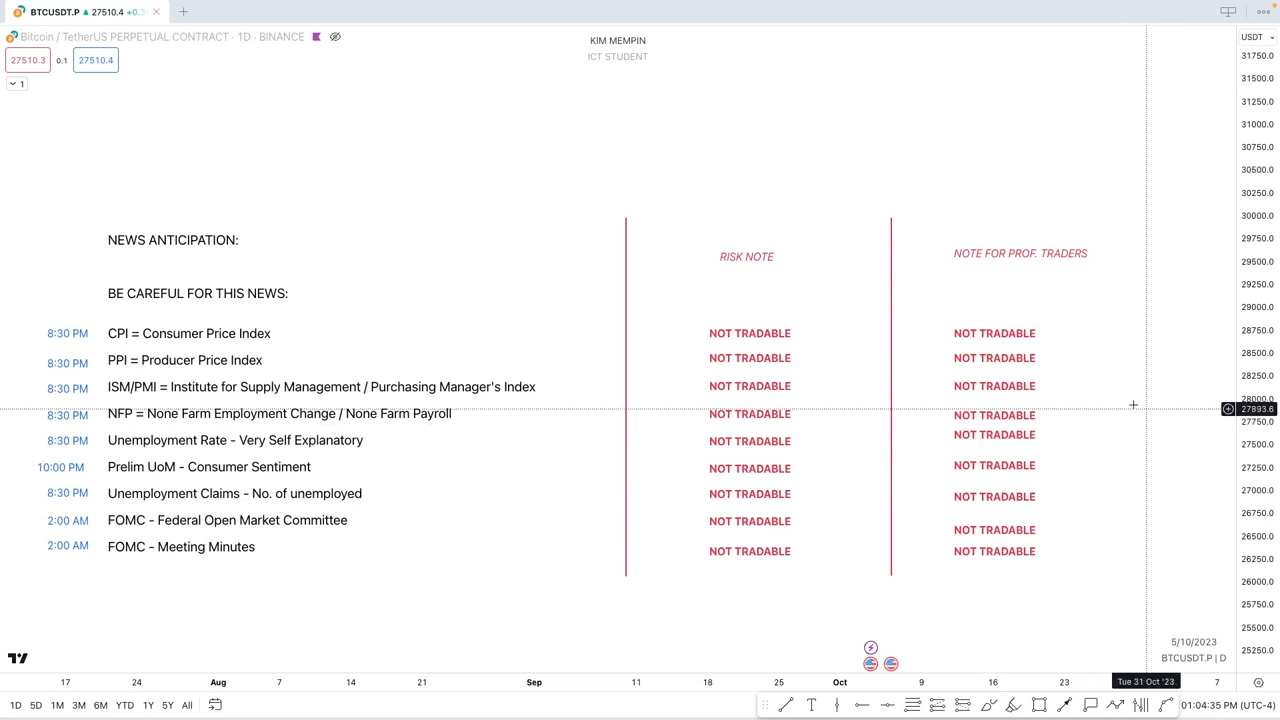 BTCUSDT.P ▲ 27510.4 +0.3
Bitcoin / TetherUS PERPETUAL CONTRACT · 1D · BINANCE
27510.3 0.1 27510.4
1
KIM MEMPIN
ICT STUDENT
USDT
NEWS ANTICIPATION:
RISK NOTE
NOTE FOR PROF. TRADERS
BE CAREFUL FOR THIS NEWS:
8:30 PM CPI = Consumer Price Index NOT TRADABLE NOT TRADABLE
8:30 PM PPI = Producer Price Index NOT TRADABLE NOT TRADABLE
8:30 PM ISM/PMI = Institute for Supply Management / Purchasing Manager's Index NOT TRADABLE NOT TRADABLE
8:30 PM NFP = None Farm Employment Change / None Farm Payroll NOT TRADABLE NOT TRADABLE
8:30 PM Unemployment Rate - Very Self Explanatory NOT TRADABLE NOT TRADABLE
10:00 PM Prelim UoM - Consumer Sentiment NOT TRADABLE NOT TRADABLE
8:30 PM Unemployment Claims - No. of unemployed NOT TRADABLE NOT TRADABLE
2:00 AM FOMC - Federal Open Market Committee NOT TRADABLE NOT TRADABLE
2:00 AM FOMC - Meeting Minutes NOT TRADABLE NOT TRADABLE
31750.0
31500.0
31250.0
31000.0
30750.0
30500.0
30250.0
30000.0
29750.0
29500.0
29250.0
29000.0
28750.0
28500.0
28250.0
28000.0
27893.6
27750.0
27500.0
27250.0
27000.0
26750.0
26500.0
26250.0
26000.0
25750.0
25500.0
25250.0
5/10/2023
BTCUSDT.P | D
17 24 Aug 7 14 21 Sep 11 18 25 Oct 9 16 23 Tue 31 Oct '23 7
1D 5D 1M 3M 6M YTD 1Y 5Y All
01:04:35 PM (UTC-4)